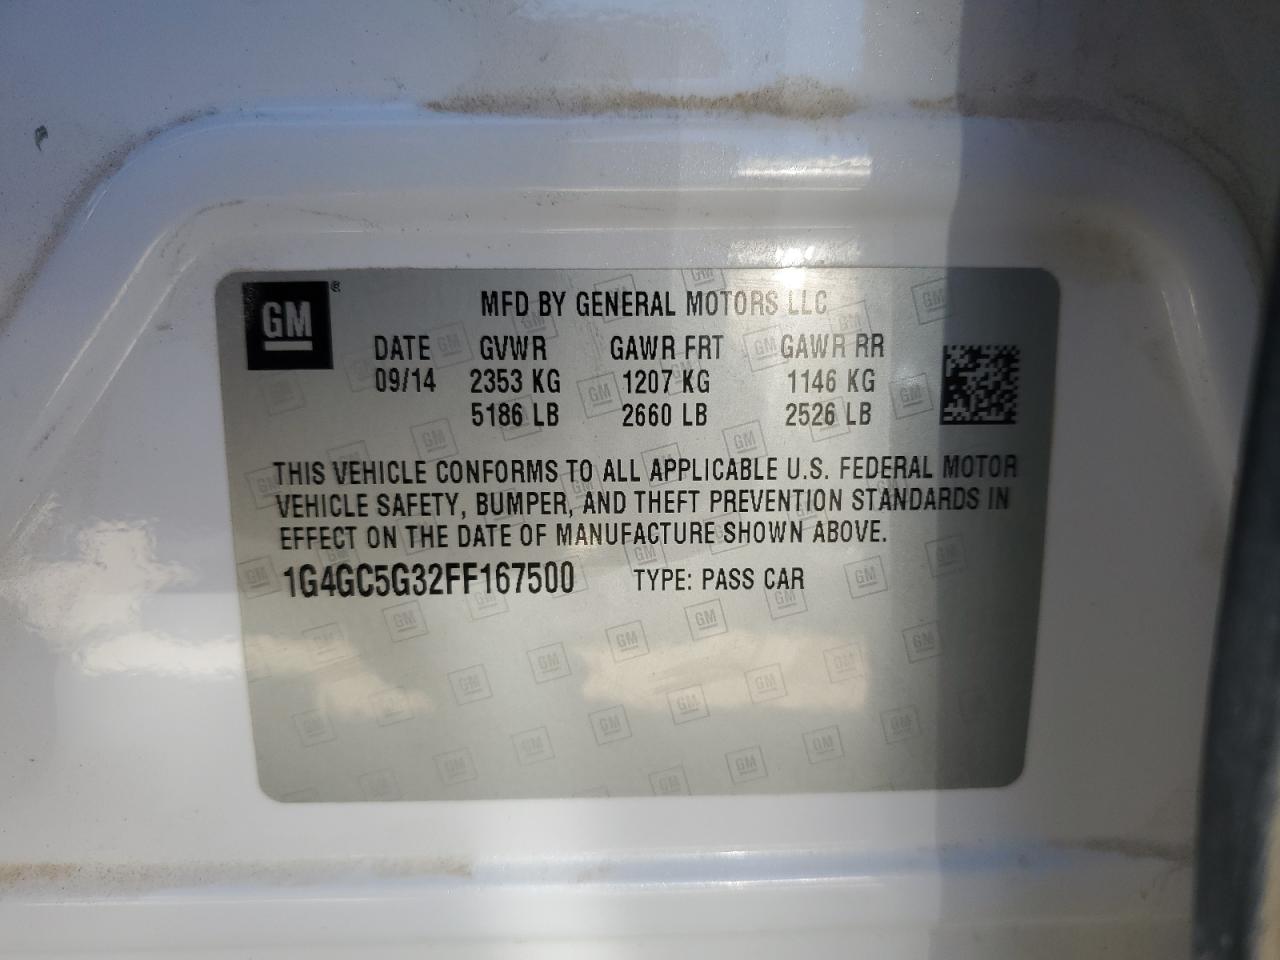 GM®
MFD BY GENERAL MOTORS LLC
DATE GVWR GAWR FRT GAWR RR
09/14 2353 KG 1207 KG 1146 KG
5186 LB 2660 LB 2526 LB
THIS VEHICLE CONFORMS TO ALL APPLICABLE U.S. FEDERAL MOTOR
VEHICLE SAFETY, BUMPER, AND THEFT PREVENTION STANDARDS IN
EFFECT ON THE DATE OF MANUFACTURE SHOWN ABOVE.
1G4GC5G32FF167500 TYPE: PASS CAR